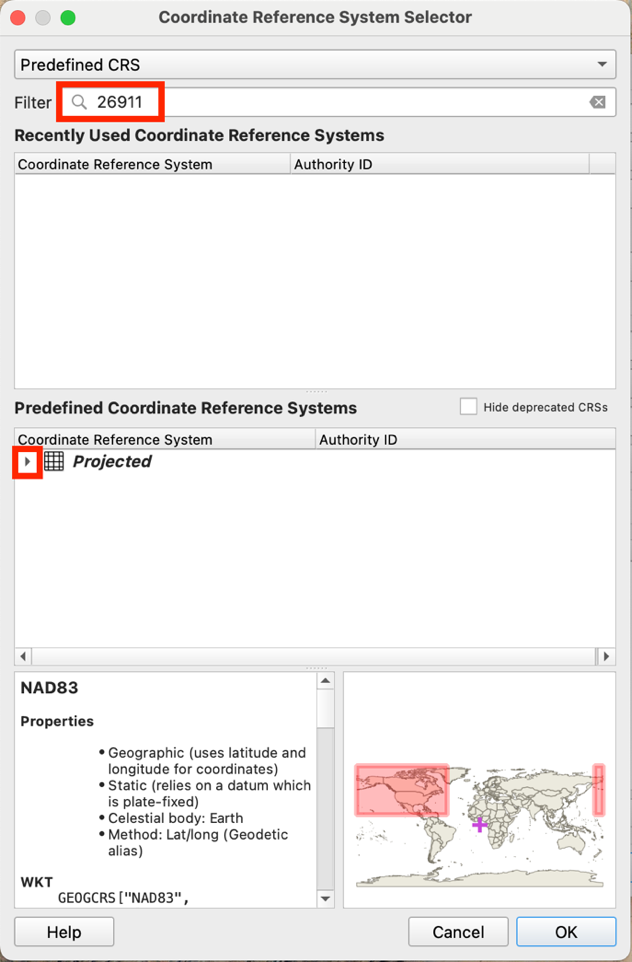 Coordinate Reference System Selector
Predefined CRS
Filter 26911
Recently Used Coordinate Reference Systems
Coordinate Reference System Authority ID
Predefined Coordinate Reference Systems Hide deprecated CRSs
Coordinate Reference System Authority ID
Projected
NAD83
Properties
• Geographic (uses latitude and
longitude for coordinates)
• Static (relies on a datum which
is plate-fixed)
• Celestial body: Earth
• Method: Lat/long (Geodetic
alias)
WKT
GEOGCRS["NAD83",
Help Cancel OK